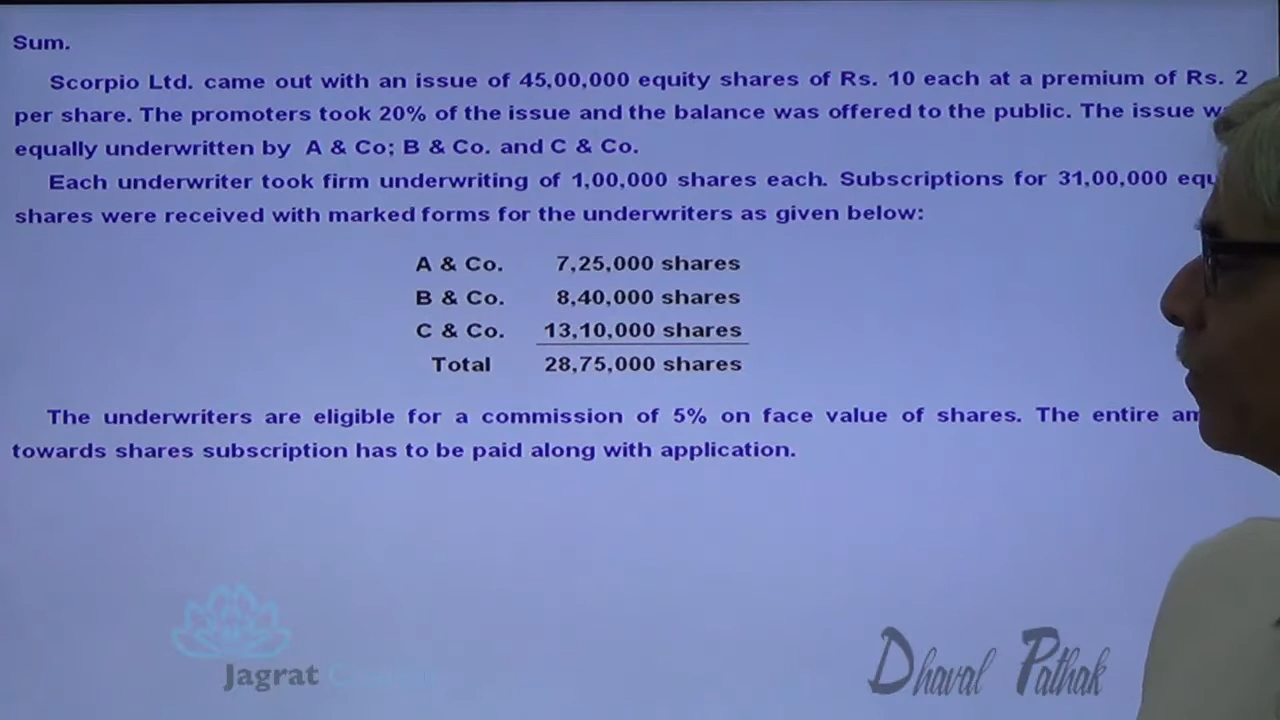 Sum.
Scorpio Ltd. came out with an issue of 45,00,000 equity shares of Rs. 10 each at a premium of Rs. 2
per share. The promoters took 20% of the issue and the balance was offered to the public. The issue
equally underwritten by A & Co; B & Co. and C & Co.
Each underwriter took firm underwriting of 1,00,000 shares each. Subscriptions for 31,00,000
shares were received with marked forms for the underwriters as given below:
A & Co. 7,25,000 shares
B & Co. 8,40,000 shares
C & Co. 13,10,000 shares
Total 28,75,000 shares
The underwriters are eligible for a commission of 5% on face value of shares. The entire
towards shares subscription has to be paid along with application.
Jagrat
Dhaval Pathak